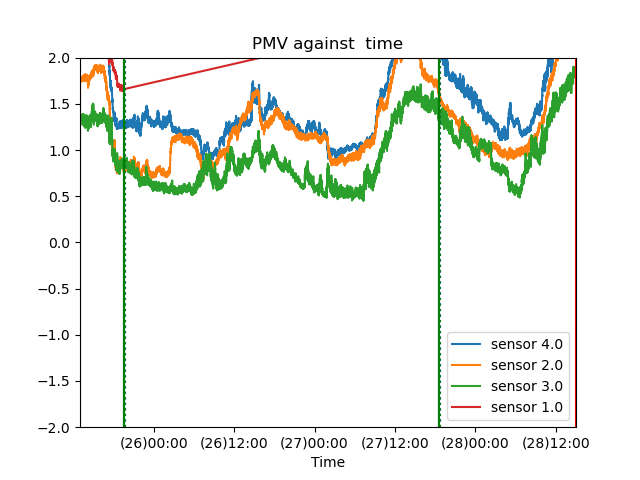 PMV against  time
2.0
1.5
1.0
0.5
0.0
−0.5
−1.0
−1.5
−2.0
sensor 4.0
sensor 2.0
sensor 3.0
sensor 1.0
(26)00:00 (26)12:00 (27)00:00 (27)12:00 (28)00:00 (28)12:00
Time